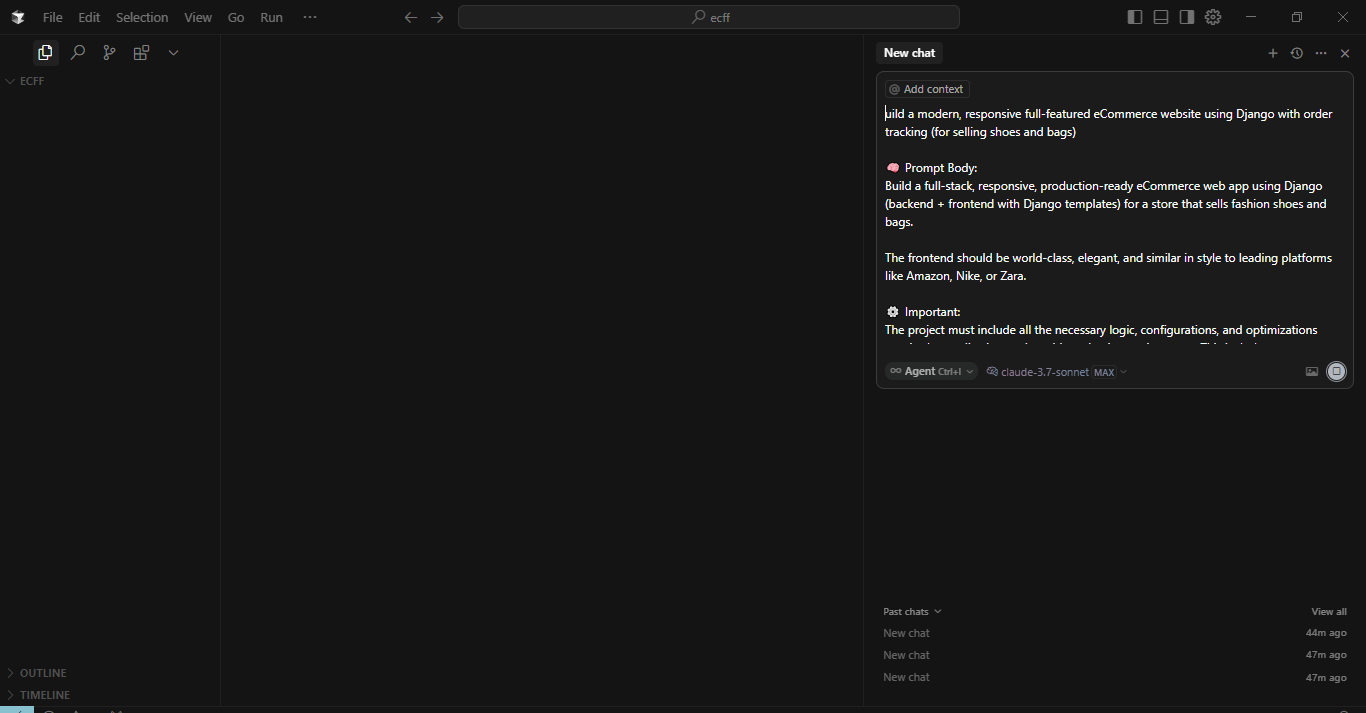 File Edit Selection View Go Run ···
ecff
ECFF
New chat
@ Add context
uild a modern, responsive full-featured eCommerce website using Django with order
tracking (for selling shoes and bags)
🧠 Prompt Body:
Build a full-stack, responsive, production-ready eCommerce web app using Django
(backend + frontend with Django templates) for a store that sells fashion shoes and
bags.
The frontend should be world-class, elegant, and similar in style to leading platforms
like Amazon, Nike, or Zara.
⚙️ Important:
The project must include all the necessary logic, configurations, and optimizations
∞ Agent Ctrl+I claude-3.7-sonnet MAX
Past chats View all
New chat 44m ago
New chat 47m ago
New chat 47m ago
OUTLINE
TIMELINE